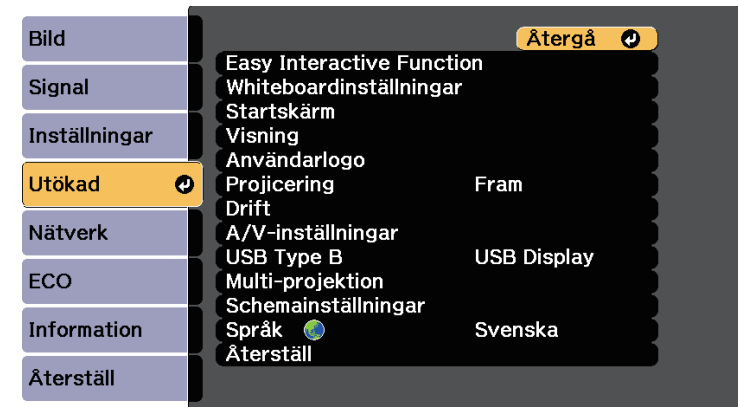 Bild
Signal
Inställningar
Utökad
Nätverk
ECO
Information
Återställ
Återgå
Easy Interactive Function
Whiteboardinställningar
Startskärm
Visning
Användarlogo
Projicering Fram
Drift
A/V-inställningar
USB Type B USB Display
Multi-projektion
Schemainställningar
Språk Svenska
Återställ